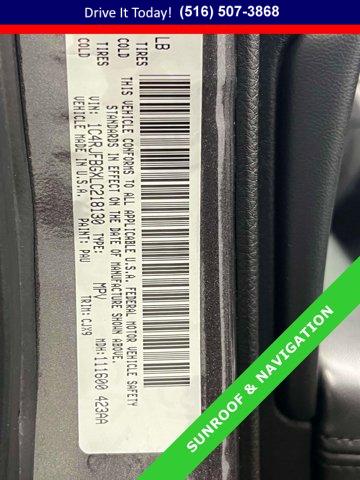 Drive It Today! (516) 507-3868
LB
TIRES
COLD
TIRES
COLD
THIS VEHICLE CONFORMS TO ALL APPLICABLE U.S.A. FEDERAL MOTOR VEHICLE SAFETY
STANDARDS IN EFFECT ON THE DATE OF MANUFACTURE SHOWN ABOVE.
VIN: 1C4RJFBGXLC218130 TYPE: MPV MDH: 111600 423AA
VEHICLE MADE IN U.S.A. PAINT: PAU TRIM: CJX9
SUNROOF & NAVIGATION